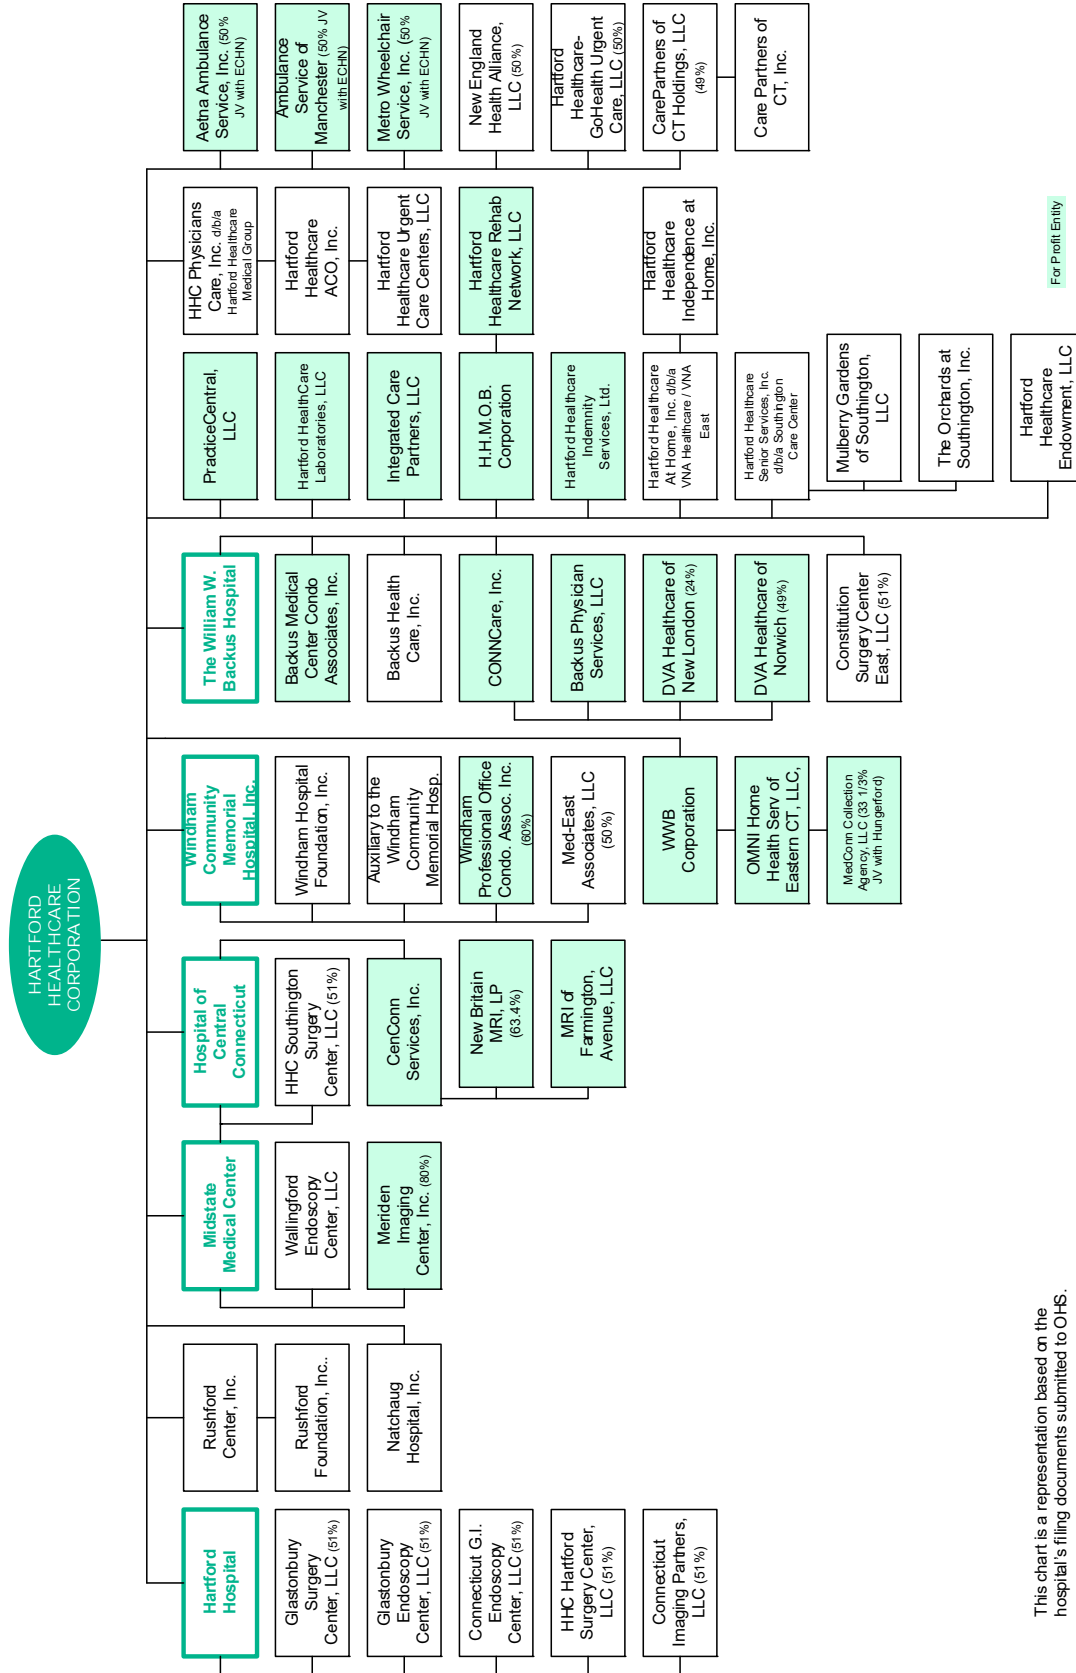 HARTFORD
HEALTHCARE
CORPORATION
Hartford
Hospital
Glastonbury
Surgery
Center, LLC (51%)
Glastonbury
Endoscopy
Center, LLC (51%)
Connecticut G.I.
Endoscopy
Center, LLC (51%)
HHC Hartford
Surgery Center,
LLC (51%)
Connecticut
Imaging Partners,
LLC (51%)
Rushford
Center, Inc.
Rushford
Foundation, Inc..
Natchaug
Hospital, Inc.
Midstate
Medical Center
Wallingford
Endoscopy
Center, LLC
Meriden
Imaging
Center, Inc. (80%)
Hospital of
Central
Connecticut
HHC Southington
Surgery
Center, LLC (51%)
CenConn
Services, Inc.
New Britain
MRI, LP
(63.4%)
MRI of
Farmington,
Avenue, LLC
Windham
Community
Memorial
Hospital, Inc.
Windham Hospital
Foundation, Inc.
Auxiliary to the
Windham
Community
Memorial Hosp.
Windham
Professional Office
Condo. Assoc. Inc.
(60%)
Med-East
Associates, LLC
(50%)
WWB
Corporation
OMNI Home
Health Serv of
Eastern CT, LLC,
MedConn Collection
Agency, LLC (33 1/3%
JV with Hungerford)
The William W.
Backus Hospital
Backus Medical
Center Condo
Associates, Inc.
Backus Health
Care, Inc.
CONNCare, Inc.
Backus Physician
Services, LLC
DVA Healthcare of
New London (24%)
DVA Healthcare of
Norwich (49%)
Constitution
Surgery Center
East, LLC (51%)
PracticeCentral,
LLC
Hartford HealthCare
Laboratories, LLC
Integrated Care
Partners, LLC
H.H.M.O.B.
Corporation
Hartford Healthcare
Indemnity
Services, Ltd.
Hartford Healthcare
At Home, Inc. d/b/a
VNA Healthcare / VNA
East
Hartford Healthcare
Senior Services, Inc.
d/b/a Southington
Care Center
Mulberry Gardens
of Southington,
LLC
The Orchards at
Southington, Inc.
Hartford
Healthcare
Endowment, LLC
HHC Physicians
Care, Inc. d/b/a
Hartford Healthcare
Medical Group
Hartford
Healthcare
ACO, Inc.
Hartford
Healthcare Urgent
Care Centers, LLC
Hartford
Healthcare Rehab
Network, LLC
Hartford
Healthcare
Independence at
Home, Inc.
Aetna Ambulance
Service, Inc. (50%
JV with ECHN)
Ambulance
Service of
Manchester (50% JV
with ECHN)
Metro Wheelchair
Service, Inc. (50%
JV with ECHN)
New England
Health Alliance,
LLC (50%)
Hartford
Healthcare-
GoHealth Urgent
Care, LLC (50%)
CarePartners of
CT Holdings, LLC
(49%)
Care Partners of
CT, Inc.
For Profit Entity
This chart is a representation based on the
hospital's filing documents submitted to OHS.